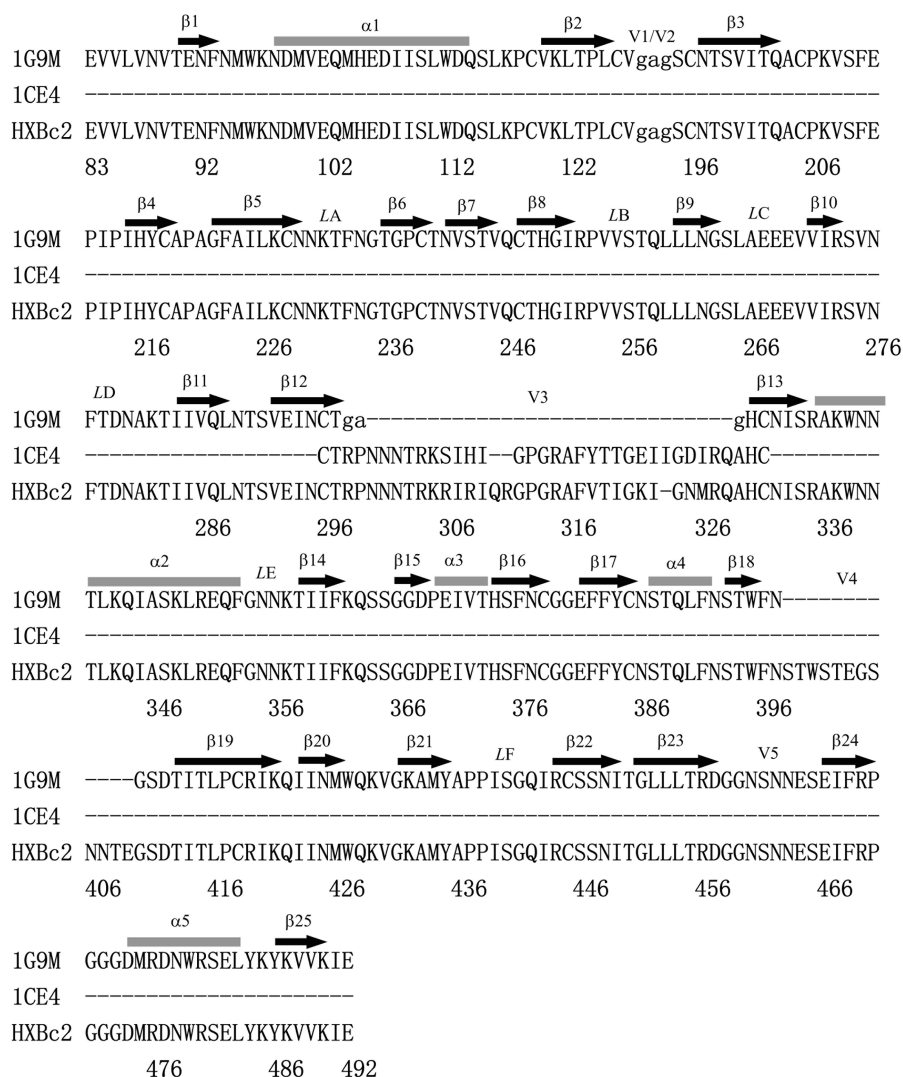 β1 α1 β2 V1/V2 β3
1G9M EVVLVNVTENFNMWKNDMVEQMHEDIISLWDQSLKPCVKLTPLCVgagSCNTSVITQACPKVSFE
1CE4 -----------------------------------------------------------------
HXBc2 EVVLVNVTENFNMWKNDMVEQMHEDIISLWDQSLKPCVKLTPLCVgagSCNTSVITQACPKVSFE
83 92 102 112 122 196 206
β4 β5 LA β6 β7 β8 LB β9 LC β10
1G9M PIPIHYCAPAGFAILKCNNKTFNGTGPCTNVSTVQCTHGIRPVVSTQLLLNGSLAEEEVVIRSVN
1CE4 -----------------------------------------------------------------
HXBc2 PIPIHYCAPAGFAILKCNNKTFNGTGPCTNVSTVQCTHGIRPVVSTQLLLNGSLAEEEVVIRSVN
216 226 236 246 256 266 276
LD β11 β12 V3 β13
1G9M FTDNAKTIIVQLNTSVEINCTga------------------------------gHCNISRAKWNN
1CE4 -------------------CTRPNNNTRKSIHI--GPGRAFYTTGEIIGDIRQAHC---------
HXBc2 FTDNAKTIIVQLNTSVEINCTRPNNNTRKRIRIQRGPGRAFVTIGKI-GNMRQAHCNISRAKWNN
286 296 306 316 326 336
α2 LE β14 β15 α3 β16 β17 α4 β18 V4
1G9M TLKQIASKLREQFGNNKTIIFKQSSGGDPEIVTHSFNCGGEFFYCNSTQLFNSTWFN--------
1CE4 -----------------------------------------------------------------
HXBc2 TLKQIASKLREQFGNNKTIIFKQSSGGDPEIVTHSFNCGGEFFYCNSTQLFNSTWFNSTWSTEGS
346 356 366 376 386 396
β19 β20 β21 LF β22 β23 V5 β24
1G9M ----GSDTITLPCRIKQIINMWQKVGKAMYAPPISGQIRCSSNITGLLLTRDGGNSNNESEIFRP
1CE4 -----------------------------------------------------------------
HXBc2 NNTEGSDTITLPCRIKQIINMWQKVGKAMYAPPISGQIRCSSNITGLLLTRDGGNSNNESEIFRP
406 416 426 436 446 456 466
α5 β25
1G9M GGGDMRDNWRSELYKYKVVKIE
1CE4 ----------------------
HXBc2 GGGDMRDNWRSELYKYKVVKIE
476 486 492